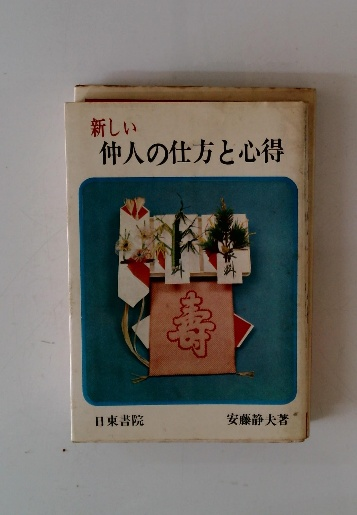 新しい
仲人の仕方と心得
壽
日東書院
安藤静夫著